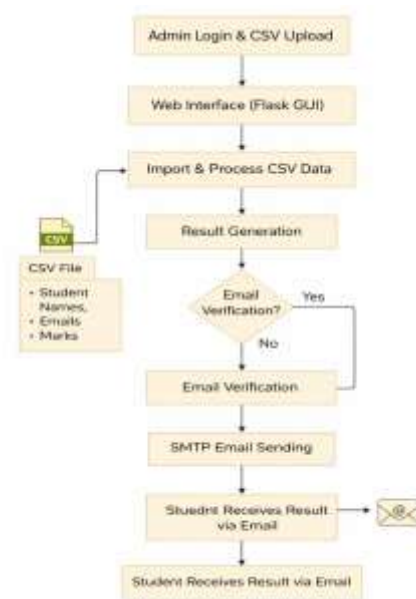 Admin Login & CSV Upload
Web Interface (Flask GUI)
Import & Process CSV Data
Result Generation
CSV
CSV File
• Student
Names,
• Emails
• Marks
Email
Verification?
Yes
No
Email Verification
SMTP Email Sending
Stuednt Receives Result
via Email
@
Student Receives Result via Email